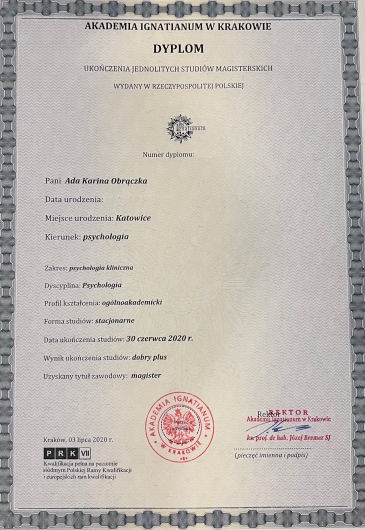 AKADEMIA IGNATIANUM W KRAKOWIE
DYPLOM
UKOŃCZENIA JEDNOLITYCH STUDIÓW MAGISTERSKICH
WYDANY W RZECZYPOSPOLITEJ POLSKIEJ
Numer dyplomu:
Pani Ada Karina Obrączka
Data urodzenia:
Miejsce urodzenia: Katowice
Kierunek: psychologia
Zakres: psychologia kliniczna
Dyscyplina: Psychologia
Profil kształcenia: ogólnoakademicki
Forma studiów: stacjonarne
Data ukończenia studiów: 30 czerwca 2020 r.
Wynik ukończenia studiów: dobry plus
Uzyskany tytuł zawodowy: magister
AKADEMIA IGNATIANUM W KRAKOWIE
Rektor
REKTOR
Akademii Ignatianum w Krakowie
ks. prof. dr hab. Józef Bremer SJ
(pieczęć imienna i podpis)
Kraków, 03 lipca 2020 r.
PRK VII
Kwalifikacja pełna na poziomie
siódmym Polskiej Ramy Kwalifikacji
i europejskich ram kwalifikacji